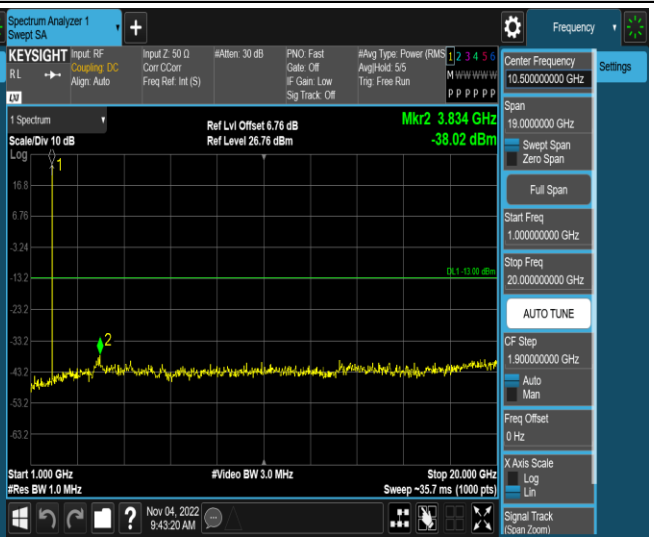 Spectrum Analyzer 1
Swept SA
Frequency
KEYSIGHT
RL
LXI
Input: RF
Coupling: DC
Align: Auto
Input Z: 50 Ω
Corr CCorr
Freq Ref: Int (S)
#Atten: 30 dB
PNO: Fast
Gate: Off
IF Gain: Low
Sig Track: Off
#Avg Type: Power (RMS
Avg|Hold: 5/5
Trig: Free Run
1 2 3 4 5 6
M W W W W W
P P P P P P
1 Spectrum
Scale/Div 10 dB
Log
Ref Lvl Offset 6.76 dB
Ref Level 26.76 dBm
Mkr2 3.834 GHz
-38.02 dBm
1
16.8
6.76
-3.24
-13.2
DL1 -13.00 dBm
-23.2
-33.2
2
-43.2
-53.2
-63.2
Start 1.000 GHz
#Res BW 1.0 MHz
#Video BW 3.0 MHz
Stop 20.000 GHz
Sweep ~35.7 ms (1000 pts)
?
Nov 04, 2022
9:43:20 AM
Center Frequency
10.500000000 GHz
Settings
Span
19.0000000 GHz
Swept Span
Zero Span
Full Span
Start Freq
1.000000000 GHz
Stop Freq
20.000000000 GHz
AUTO TUNE
CF Step
1.900000000 GHz
Auto
Man
Freq Offset
0 Hz
X Axis Scale
Log
Lin
Signal Track
(Span Zoom)